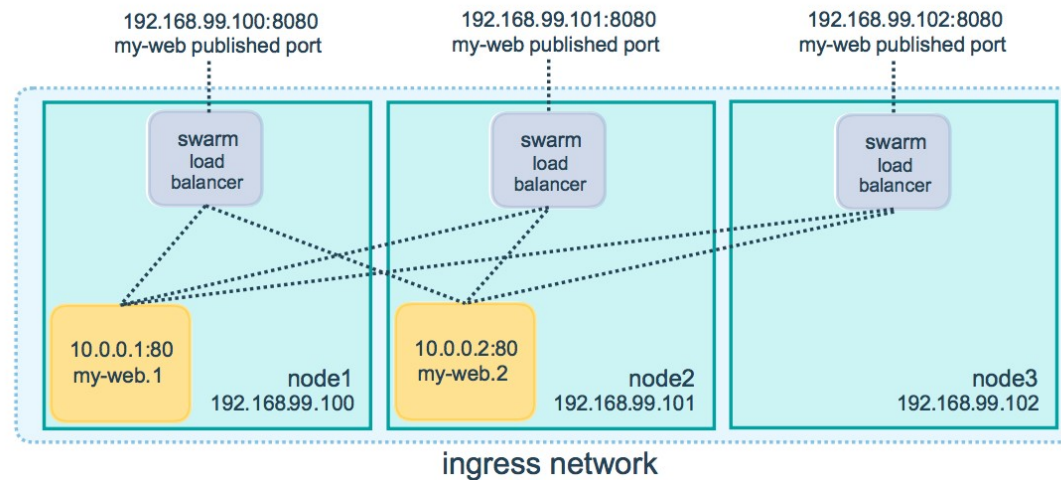 192.168.99.100:8080
my-web published port
192.168.99.101:8080
my-web published port
192.168.99.102:8080
my-web published port
swarm
load
balancer
swarm
load
balancer
swarm
load
balancer
10.0.0.1:80
my-web.1
node1
192.168.99.100
10.0.0.2:80
my-web.2
node2
192.168.99.101
node3
192.168.99.102
ingress network